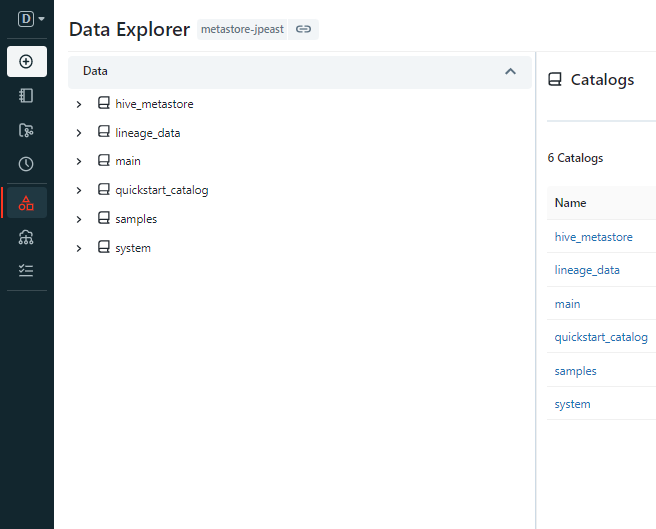 D
Data Explorer metastore-jpeast
Data
hive_metastore
lineage_data
main
quickstart_catalog
samples
system
Catalogs
6 Catalogs
Name
hive_metastore
lineage_data
main
quickstart_catalog
samples
system